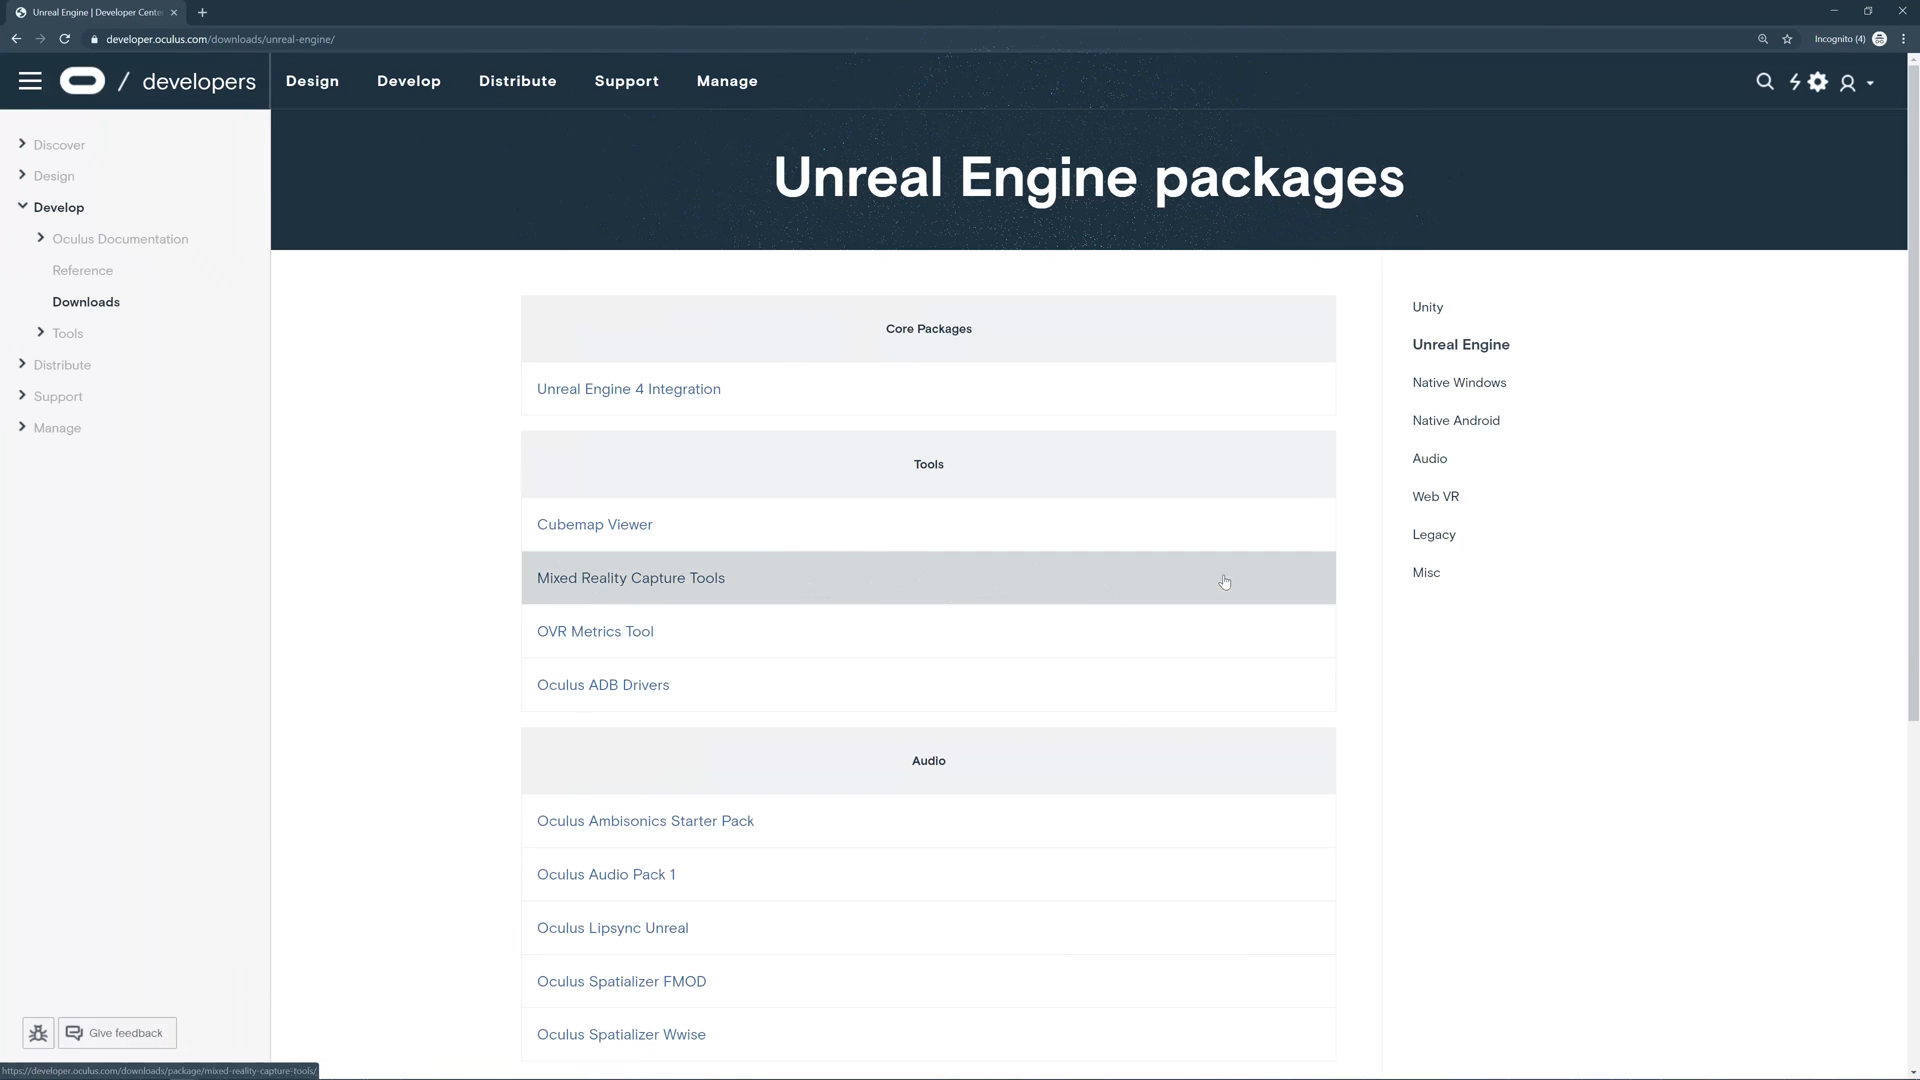 Unreal Engine | Developer Cente
developer.oculus.com/downloads/unreal-engine/
Incognito (4)
/ developers
Design
Develop
Distribute
Support
Manage
Discover
Design
Develop
Oculus Documentation
Reference
Downloads
Tools
Distribute
Support
Manage
Give feedback
Unreal Engine packages
Core Packages
Unreal Engine 4 Integration
Tools
Cubemap Viewer
Mixed Reality Capture Tools
OVR Metrics Tool
Oculus ADB Drivers
Audio
Oculus Ambisonics Starter Pack
Oculus Audio Pack 1
Oculus Lipsync Unreal
Oculus Spatializer FMOD
Oculus Spatializer Wwise
Unity
Unreal Engine
Native Windows
Native Android
Audio
Web VR
Legacy
Misc
https://developer.oculus.com/downloads/package/mixed-reality-capture-tools/